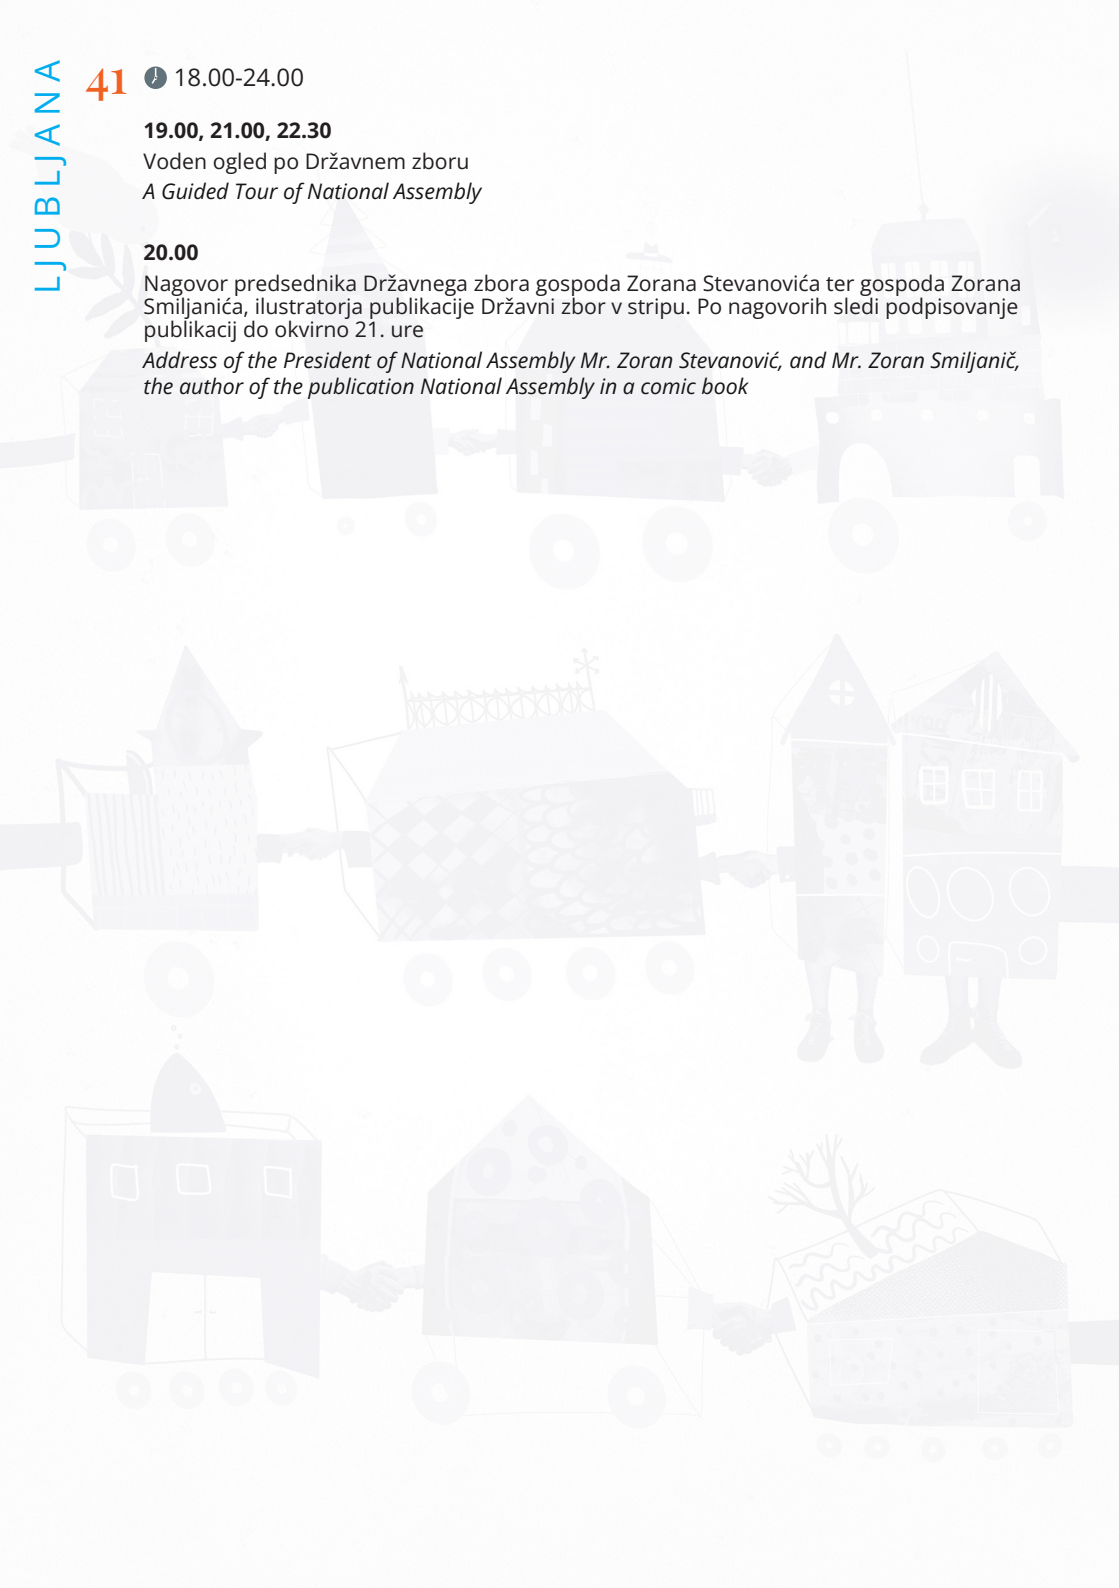 LJUBLJANA
41 18.00-24.00
19.00, 21.00, 22.30
Voden ogled po Državnem zboru
A Guided Tour of National Assembly
20.00
Nagovor predsednika Državnega zbora gospoda Zorana Stevanovića ter gospoda Zorana
Smiljanića, ilustratorja publikacije Državni zbor v stripu. Po nagovorih sledi podpisovanje
publikacij do okvirno 21. ure
Address of the President of National Assembly Mr. Zoran Stevanović, and Mr. Zoran Smiljanič,
the author of the publication National Assembly in a comic book